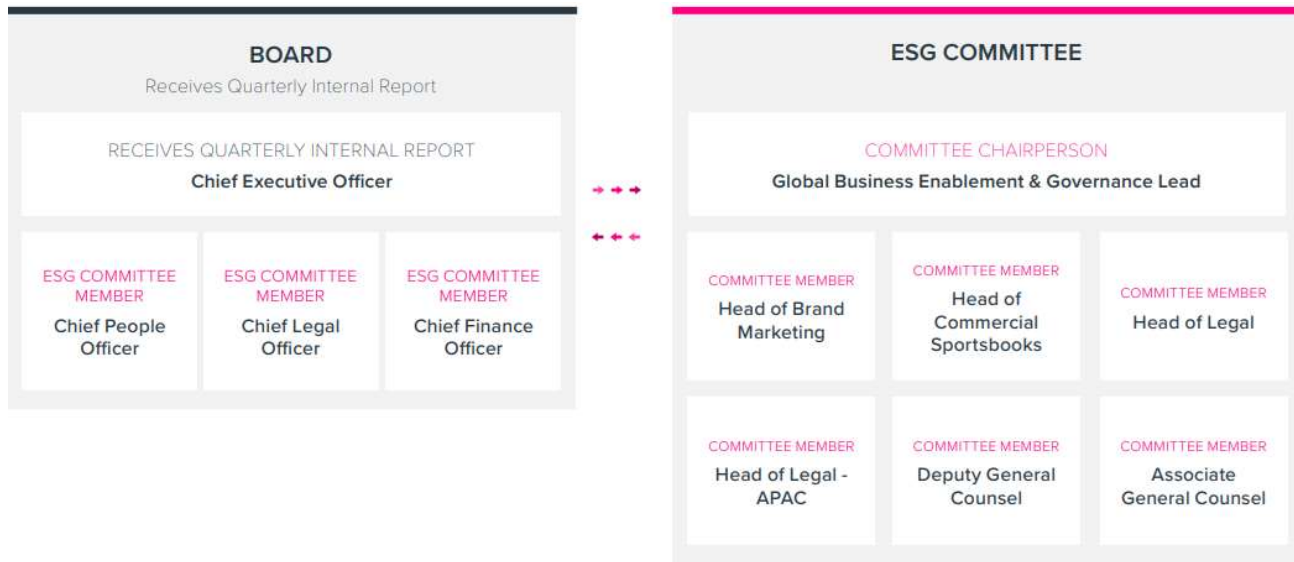 BOARD
Receives Quarterly Internal Report
RECEIVES QUARTERLY INTERNAL REPORT
Chief Executive Officer
ESG COMMITTEE
MEMBER
Chief People
Officer
ESG COMMITTEE
MEMBER
Chief Legal
Officer
ESG COMMITTEE
MEMBER
Chief Finance
Officer
ESG COMMITTEE
COMMITTEE CHAIRPERSON
Global Business Enablement & Governance Lead
COMMITTEE MEMBER
Head of Brand
Marketing
COMMITTEE MEMBER
Head of
Commercial
Sportsbooks
COMMITTEE MEMBER
Head of Legal
COMMITTEE MEMBER
Head of Legal -
APAC
COMMITTEE MEMBER
Deputy General
Counsel
COMMITTEE MEMBER
Associate
General Counsel